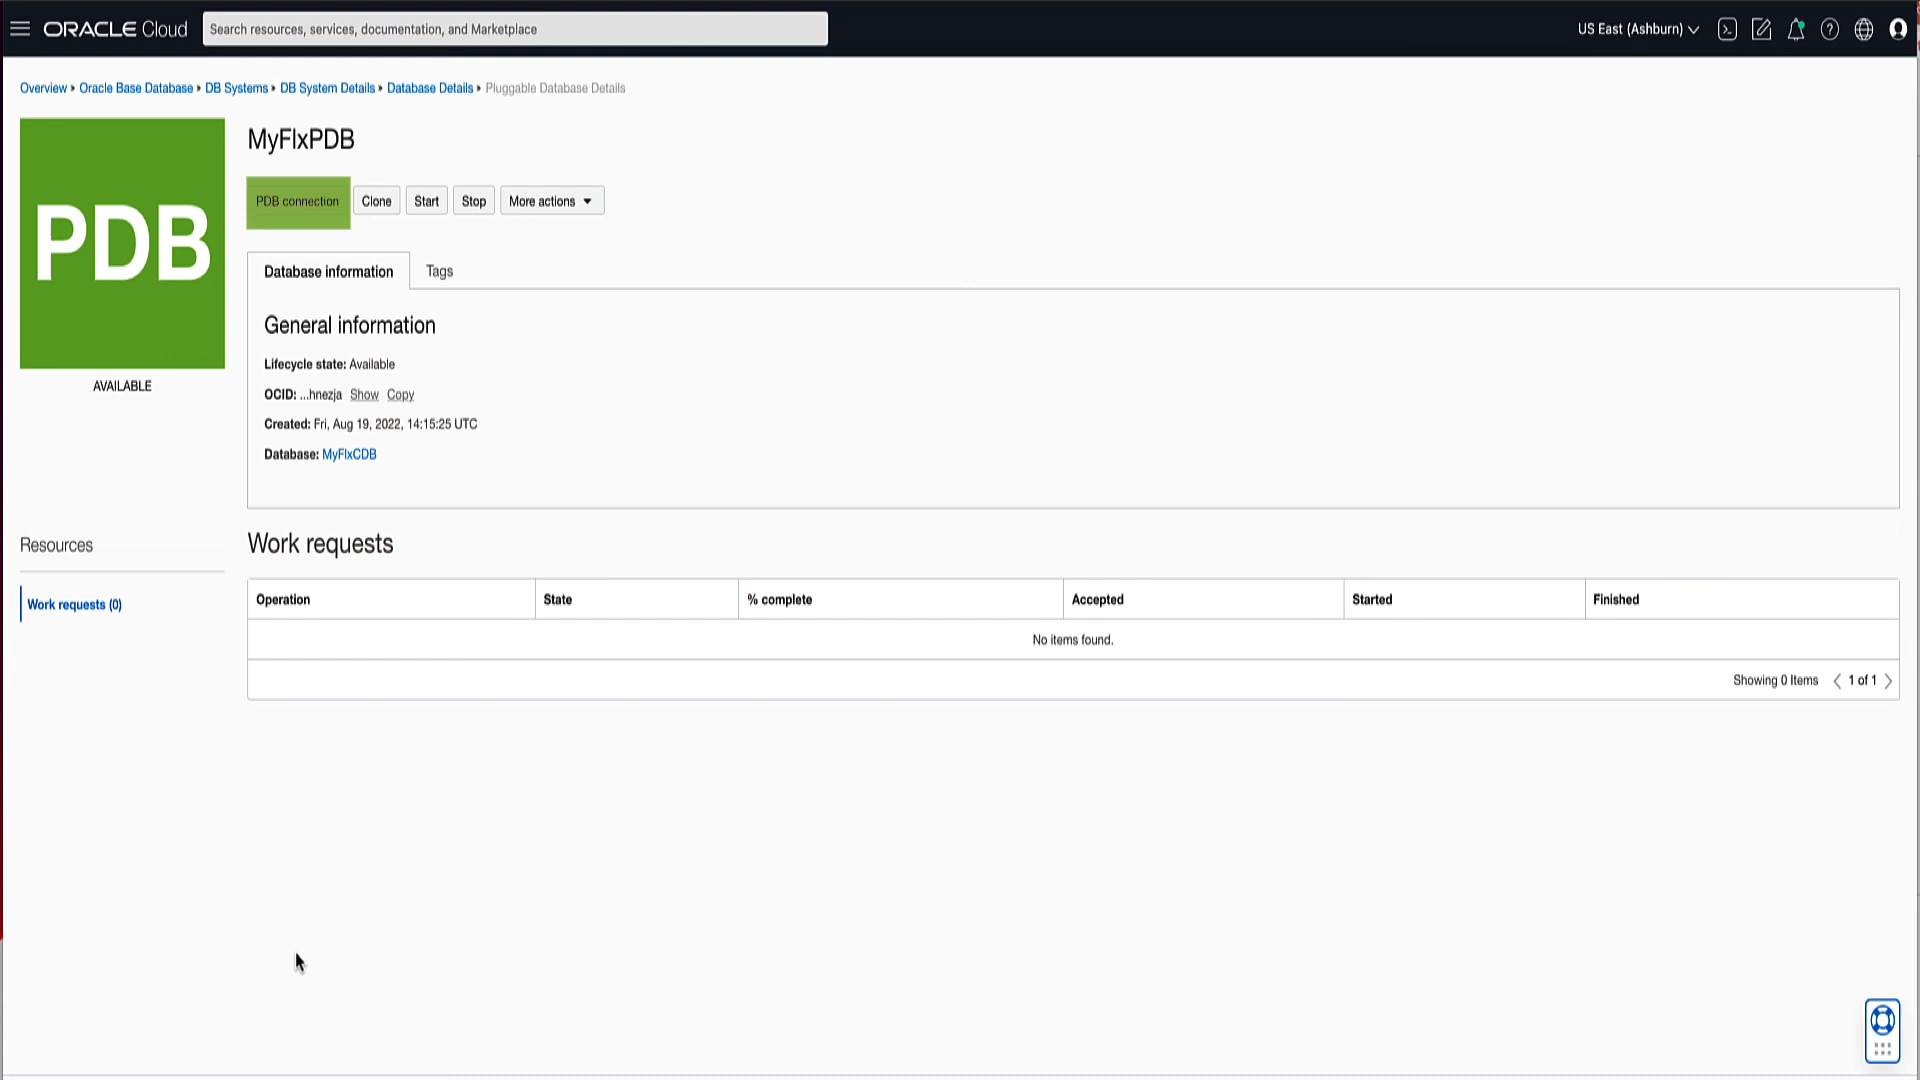 ORACLE Cloud
Search resources, services, documentation, and Marketplace
US East (Ashburn)
Overview › Oracle Base Database › DB Systems › DB System Details › Database Details › Pluggable Database Details
PDB
AVAILABLE
MyFlxPDB
PDB connection Clone Start Stop More actions
Database information Tags
General information
Lifecycle state: Available
OCID: ...hnezja Show Copy
Created: Fri, Aug 19, 2022, 14:15:25 UTC
Database: MyFlxCDB
Resources
Work requests (0)
Work requests
Operation State % complete Accepted Started Finished
No items found.
Showing 0 Items < 1 of 1 >